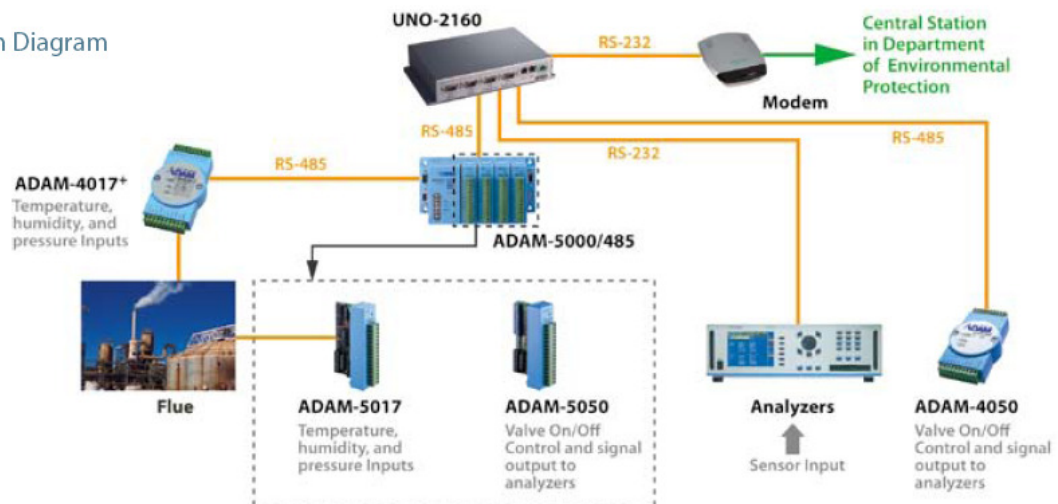 n Diagram
UNO-2160
RS-232
Central Station
in Department
of Environmental
Protection
Modem
RS-485
RS-232
RS-485
RS-485
ADAM-4017+
Temperature,
humidity, and
pressure Inputs
ADAM
ADAM-5000/485
Flue
ADAM-5017
Temperature,
humidity, and
pressure Inputs
ADAM-5050
Valve On/Off
Control and signal
output to
analyzers
Analyzers
Sensor Input
ADAM
ADAM-4050
Valve On/Off
Control and signal
output to
analyzers